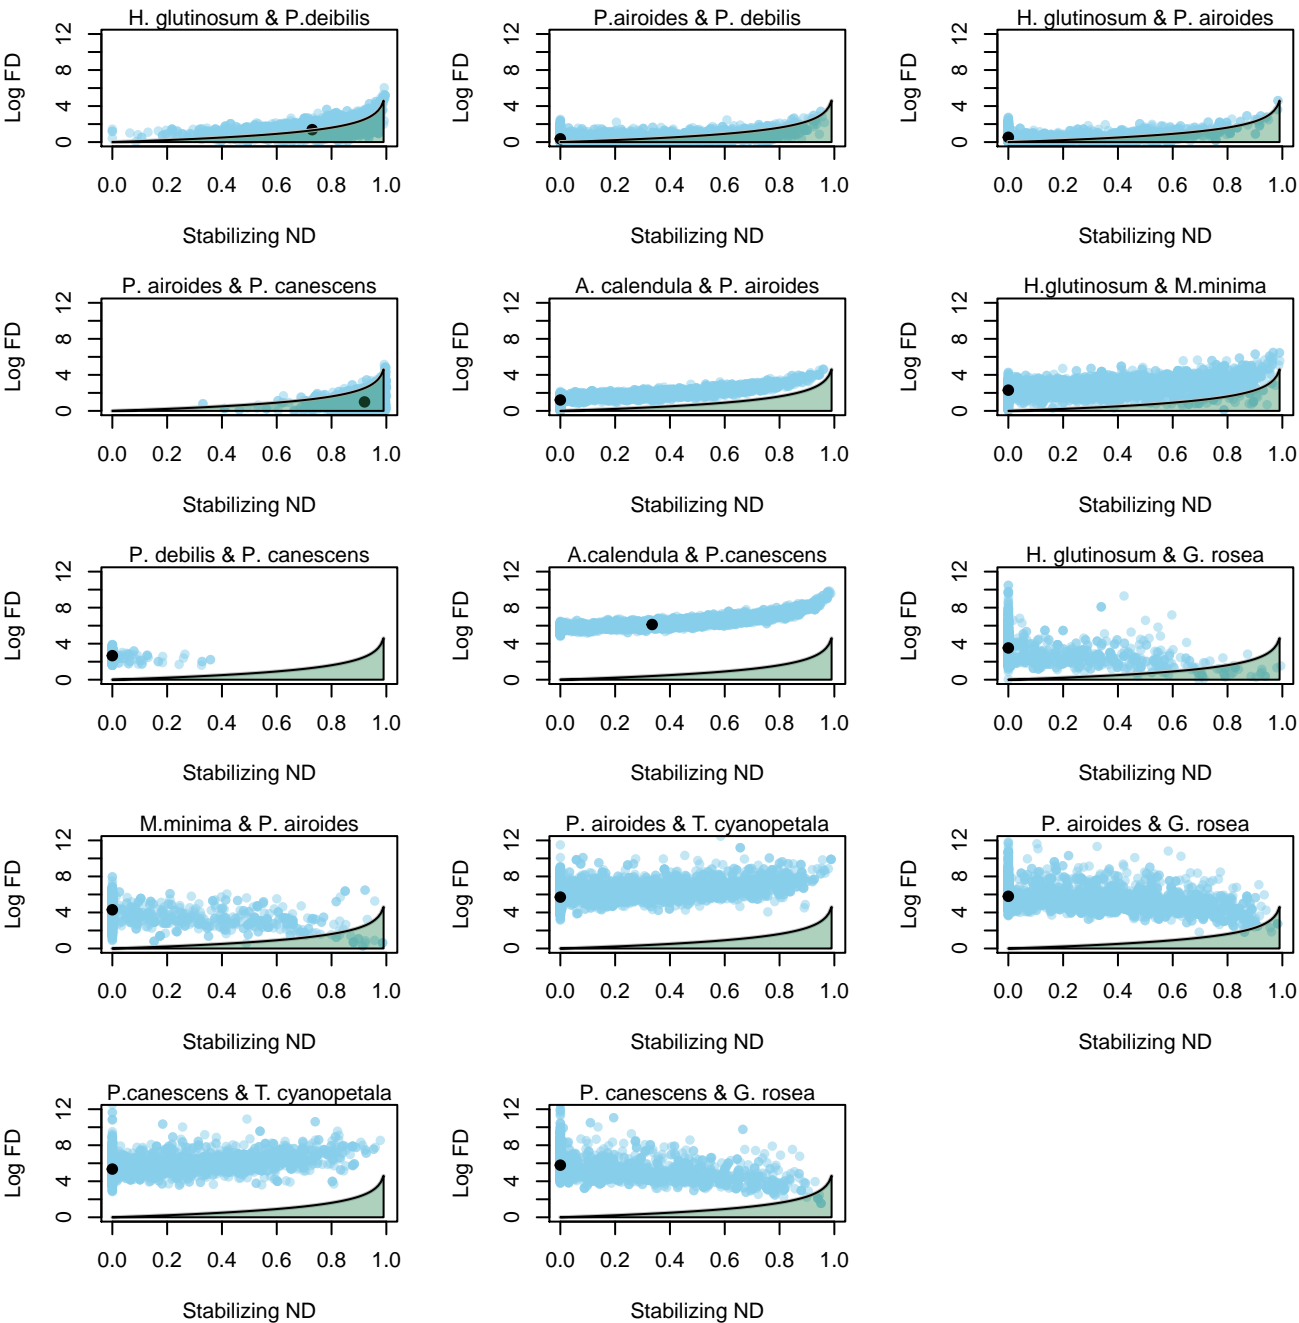 H. glutinosum & P.deibilis
Log FD
0 4 8 12
0.0 0.2 0.4 0.6 0.8 1.0
Stabilizing ND
P.airoides & P. debilis
Log FD
0 4 8 12
0.0 0.2 0.4 0.6 0.8 1.0
Stabilizing ND
H. glutinosum & P. airoides
Log FD
0 4 8 12
0.0 0.2 0.4 0.6 0.8 1.0
Stabilizing ND
P. airoides & P. canescens
Log FD
0 4 8 12
0.0 0.2 0.4 0.6 0.8 1.0
Stabilizing ND
A. calendula & P. airoides
Log FD
0 4 8 12
0.0 0.2 0.4 0.6 0.8 1.0
Stabilizing ND
H.glutinosum & M.minima
Log FD
0 4 8 12
0.0 0.2 0.4 0.6 0.8 1.0
Stabilizing ND
P. debilis & P. canescens
Log FD
0 4 8 12
0.0 0.2 0.4 0.6 0.8 1.0
Stabilizing ND
A.calendula & P.canescens
Log FD
0 4 8 12
0.0 0.2 0.4 0.6 0.8 1.0
Stabilizing ND
H. glutinosum & G. rosea
Log FD
0 4 8 12
0.0 0.2 0.4 0.6 0.8 1.0
Stabilizing ND
M.minima & P. airoides
Log FD
0 4 8 12
0.0 0.2 0.4 0.6 0.8 1.0
Stabilizing ND
P. airoides & T. cyanopetala
Log FD
0 4 8 12
0.0 0.2 0.4 0.6 0.8 1.0
Stabilizing ND
P. airoides & G. rosea
Log FD
0 4 8 12
0.0 0.2 0.4 0.6 0.8 1.0
Stabilizing ND
P.canescens & T. cyanopetala
Log FD
0 4 8 12
0.0 0.2 0.4 0.6 0.8 1.0
Stabilizing ND
P. canescens & G. rosea
Log FD
0 4 8 12
0.0 0.2 0.4 0.6 0.8 1.0
Stabilizing ND